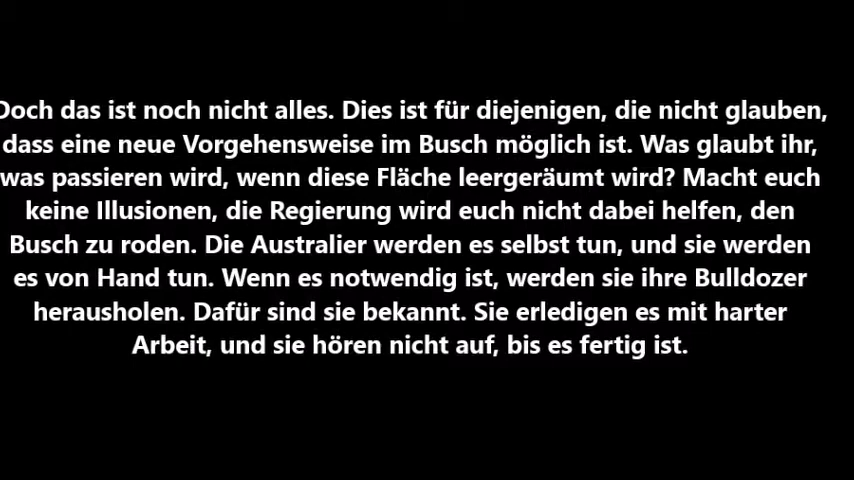 Doch das ist noch nicht alles. Dies ist für diejenigen, die nicht glauben,
dass eine neue Vorgehensweise im Busch möglich ist. Was glaubt ihr,
was passieren wird, wenn diese Fläche leergeräumt wird? Macht euch
keine Illusionen, die Regierung wird euch nicht dabei helfen, den
Busch zu roden. Die Australier werden es selbst tun, und sie werden
es von Hand tun. Wenn es notwendig ist, werden sie ihre Bulldozer
herausholen. Dafür sind sie bekannt. Sie erledigen es mit harter
Arbeit, und sie hören nicht auf, bis es fertig ist.